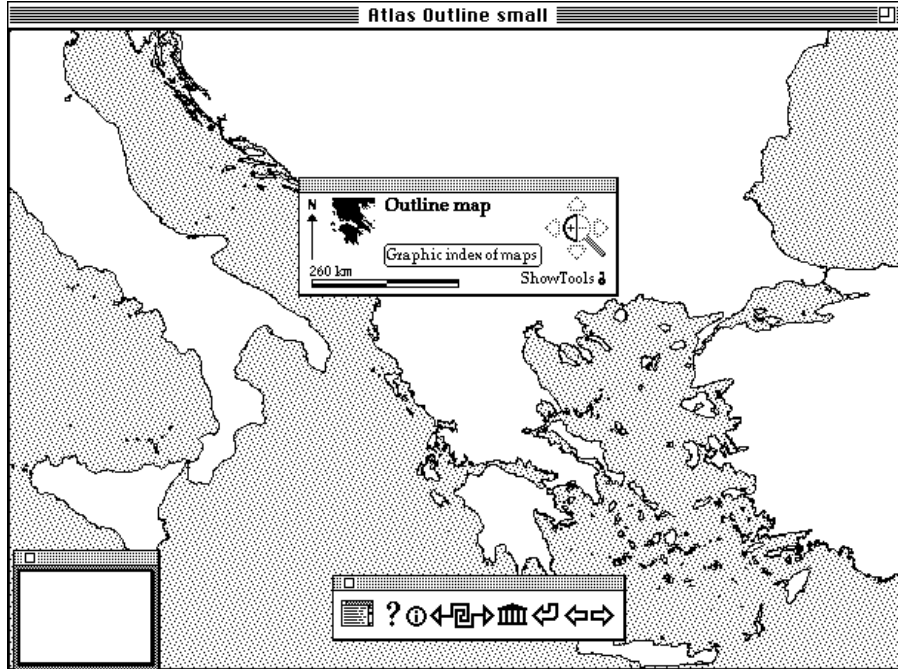 Atlas Outline small
N
Outline map
Graphic index of maps
260 km
ShowTools
?
i